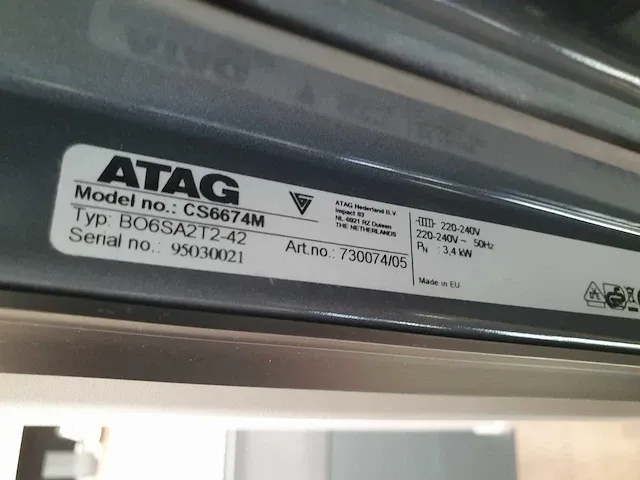 ATAG
Model no.: CS6674M
Typ: BO6SA2T2-42
Serial no.: 95030021
Art.no.: 730074/05
ATAG Nederland B.V
Impact 83
NL 6921 RZ Duiven
THE NETHERLANDS
220-240V
220-240V~ 50Hz
PN : 3,4 kW
Made in EU